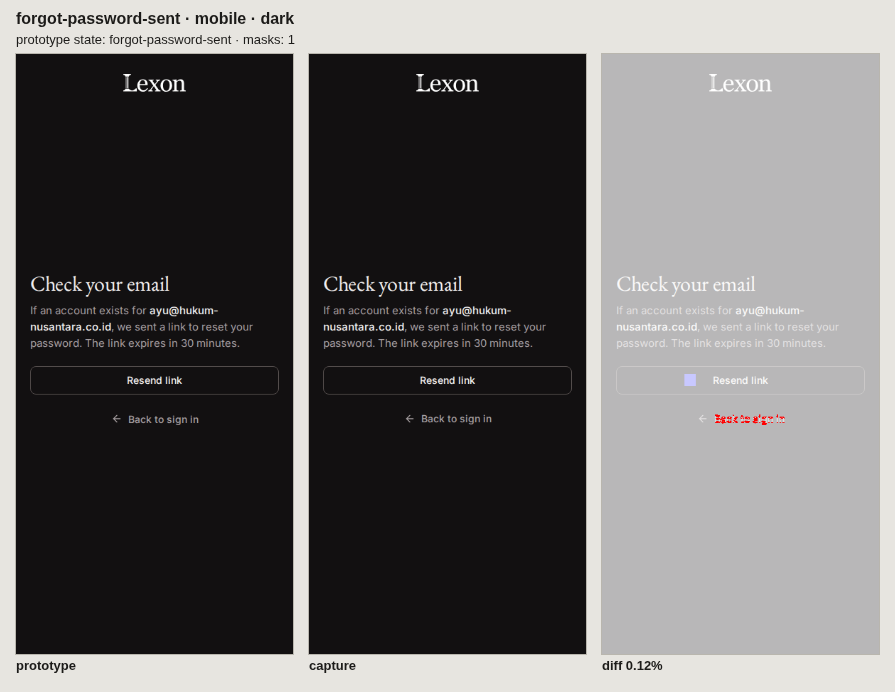 forgot-password-sent · mobile · dark
prototype state: forgot-password-sent · masks: 1
Lexon
Check your email
If an account exists for ayu@hukum-
nusantara.co.id, we sent a link to reset your
password. The link expires in 30 minutes.
Resend link
← Back to sign in
prototype
Lexon
Check your email
If an account exists for ayu@hukum-
nusantara.co.id, we sent a link to reset your
password. The link expires in 30 minutes.
Resend link
← Back to sign in
capture
Lexon
Check your email
If an account exists for ayu@hukum-
nusantara.co.id, we sent a link to reset your
password. The link expires in 30 minutes.
Resend link
← Back to sign in
diff 0.12%